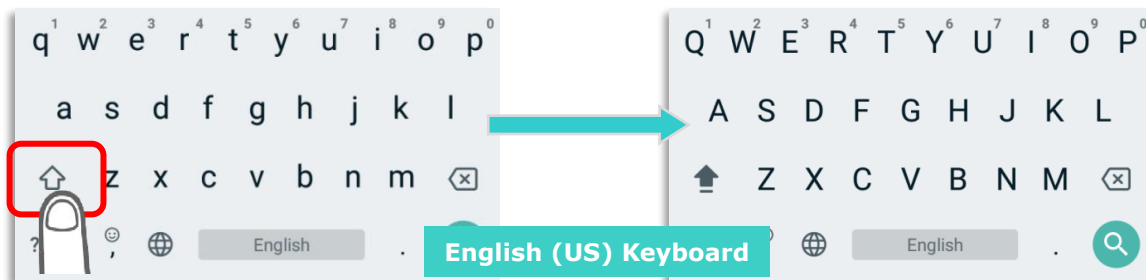 q1 w2 e3 r4 t5 y6 u7 i8 o9 p0
a s d f g h j k l
z x c v b n m
? , English .
Q1 W2 E3 R4 T5 Y6 U7 I8 O9 P0
A S D F G H J K L
Z X C V B N M
English .
English (US) Keyboard